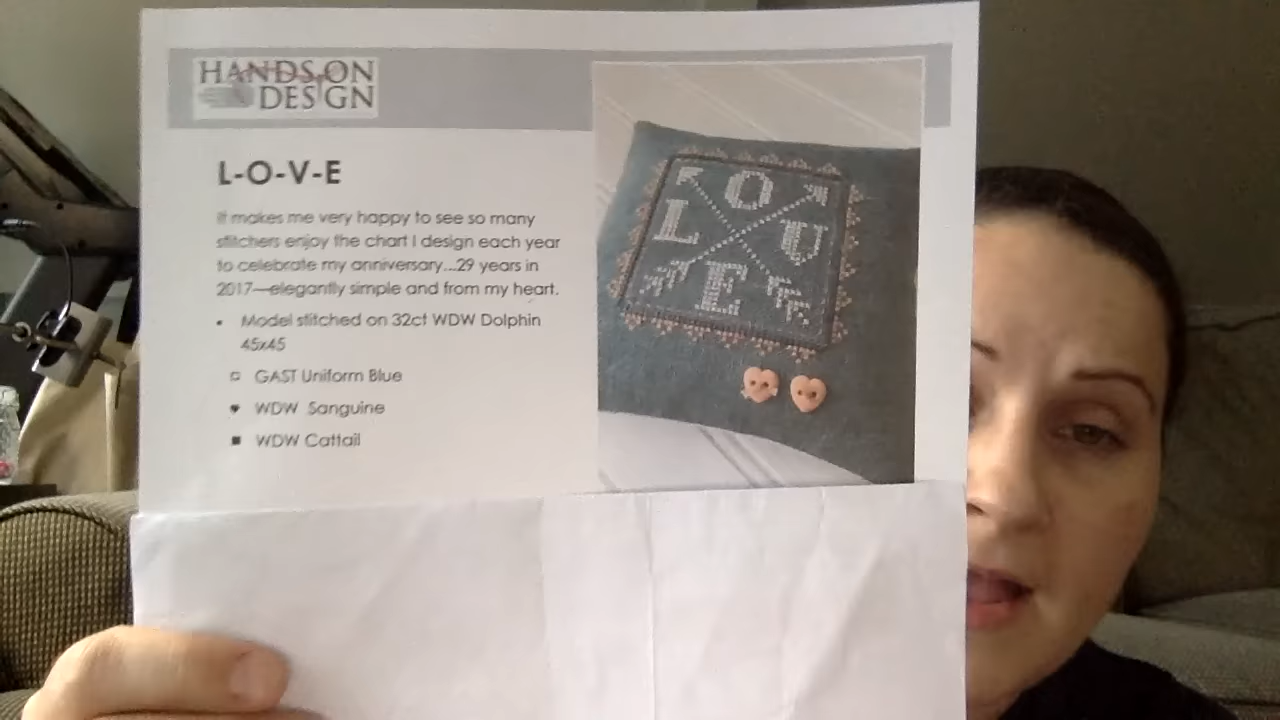 HANDS ON
DESIGN
L-O-V-E
It makes me very happy to see so many
stitchers enjoy the chart I design each year
to celebrate my anniversary...29 years in
2017—elegantly simple and from my heart.
• Model stitched on 32ct WDW Dolphin
45x45
GAST Uniform Blue
♥ WDW Sanguine
■ WDW Cattail
O
L V
E